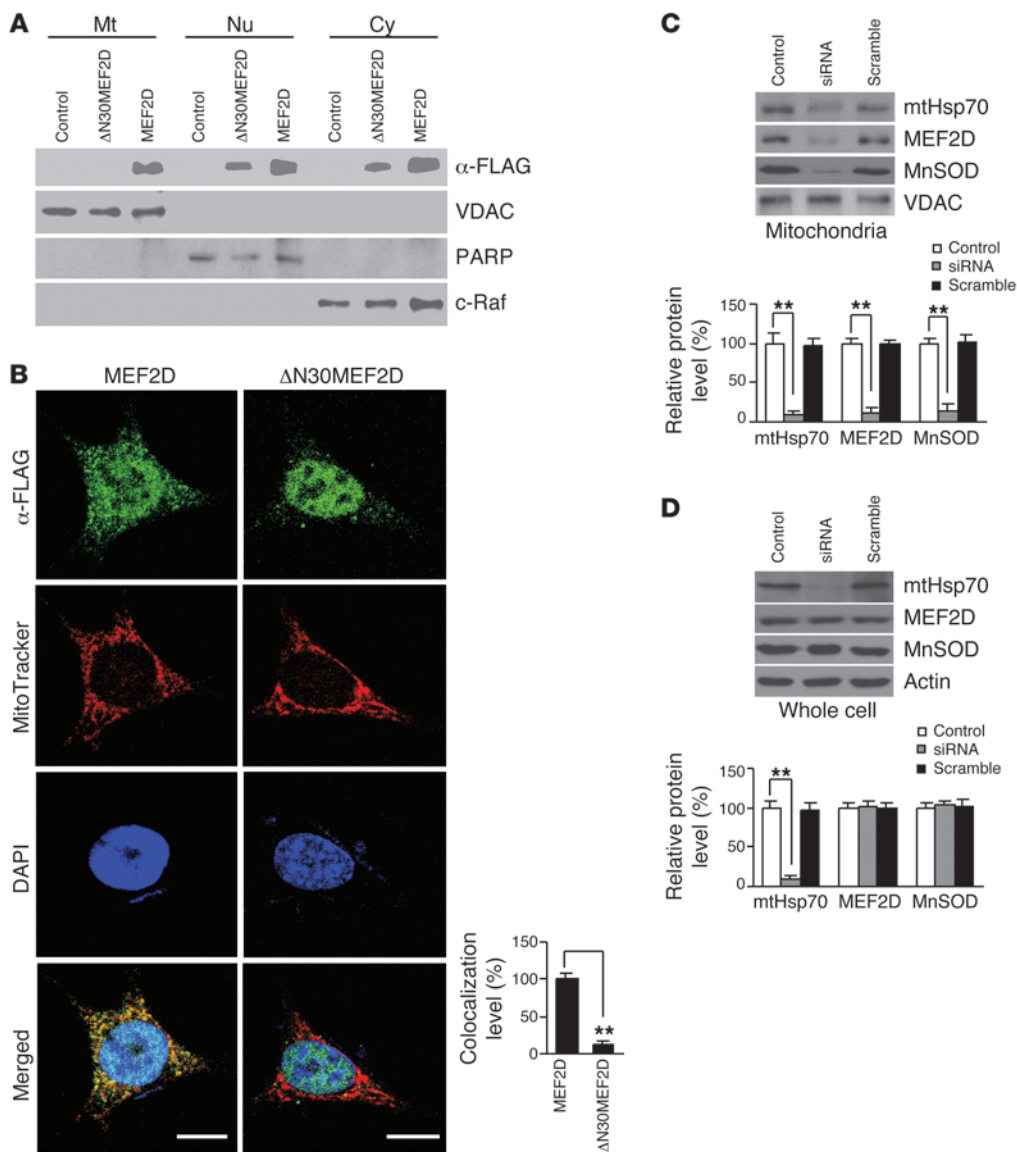 A
Mt Nu Cy
Control ΔN30MEF2D MEF2D Control ΔN30MEF2D MEF2D Control ΔN30MEF2D MEF2D
α-FLAG
VDAC
PARP
c-Raf
B
MEF2D ΔN30MEF2D
α-FLAG
MitoTracker
DAPI
Merged
Colocalization level (%)
150
100
50
0
**
MEF2D ΔN30MEF2D
C
Control siRNA Scramble
mtHsp70
MEF2D
MnSOD
VDAC
Mitochondria
Control
siRNA
Scramble
Relative protein level (%)
150
100
50
0
** ** **
mtHsp70 MEF2D MnSOD
D
Control siRNA Scramble
mtHsp70
MEF2D
MnSOD
Actin
Whole cell
Control
siRNA
Scramble
Relative protein level (%)
150
100
50
0
**
mtHsp70 MEF2D MnSOD